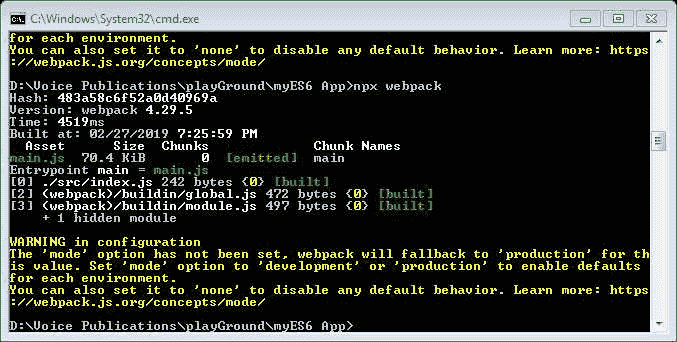 C:\Windows\System32\cmd.exe
for each environment.
You can also set it to 'none' to disable any default behavior. Learn more: https
://webpack.js.org/concepts/mode/
D:\Voice Publications\playGround\myES6 App>npx webpack
Hash: 483a58c6f52a0d40969a
Version: webpack 4.29.5
Time: 4519ms
Built at: 02/27/2019 7:25:59 PM
Asset Size Chunks Chunk Names
main.js 70.4 KiB 0 [emitted] main
Entrypoint main = main.js
[0] ./src/index.js 242 bytes {0} [built]
[2] (webpack)/buildin/global.js 472 bytes {0} [built]
[3] (webpack)/buildin/module.js 497 bytes {0} [built]
+ 1 hidden module
WARNING in configuration
The 'mode' option has not been set, webpack will fallback to 'production' for th
is value. Set 'mode' option to 'development' or 'production' to enable defaults
for each environment.
You can also set it to 'none' to disable any default behavior. Learn more: https
://webpack.js.org/concepts/mode/
D:\Voice Publications\playGround\myES6 App>